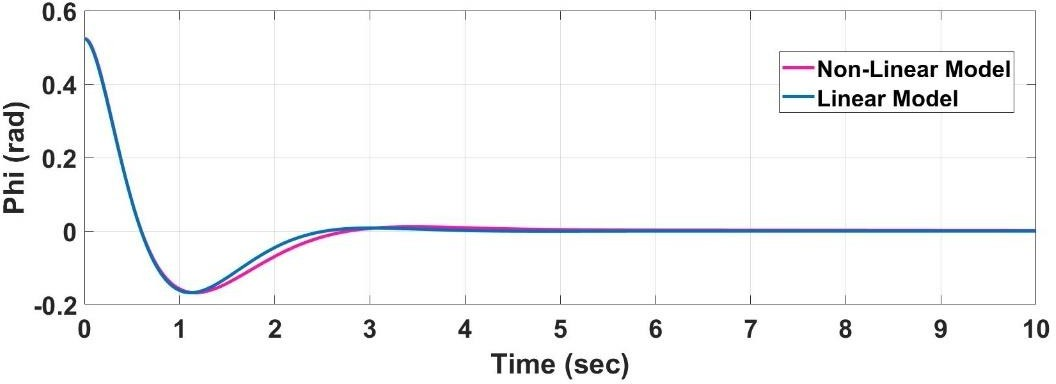 0.6
0.4
0.2
0
-0.2
Phi (rad)
Non-Linear Model
Linear Model
0 1 2 3 4 5 6 7 8 9 10
Time (sec)